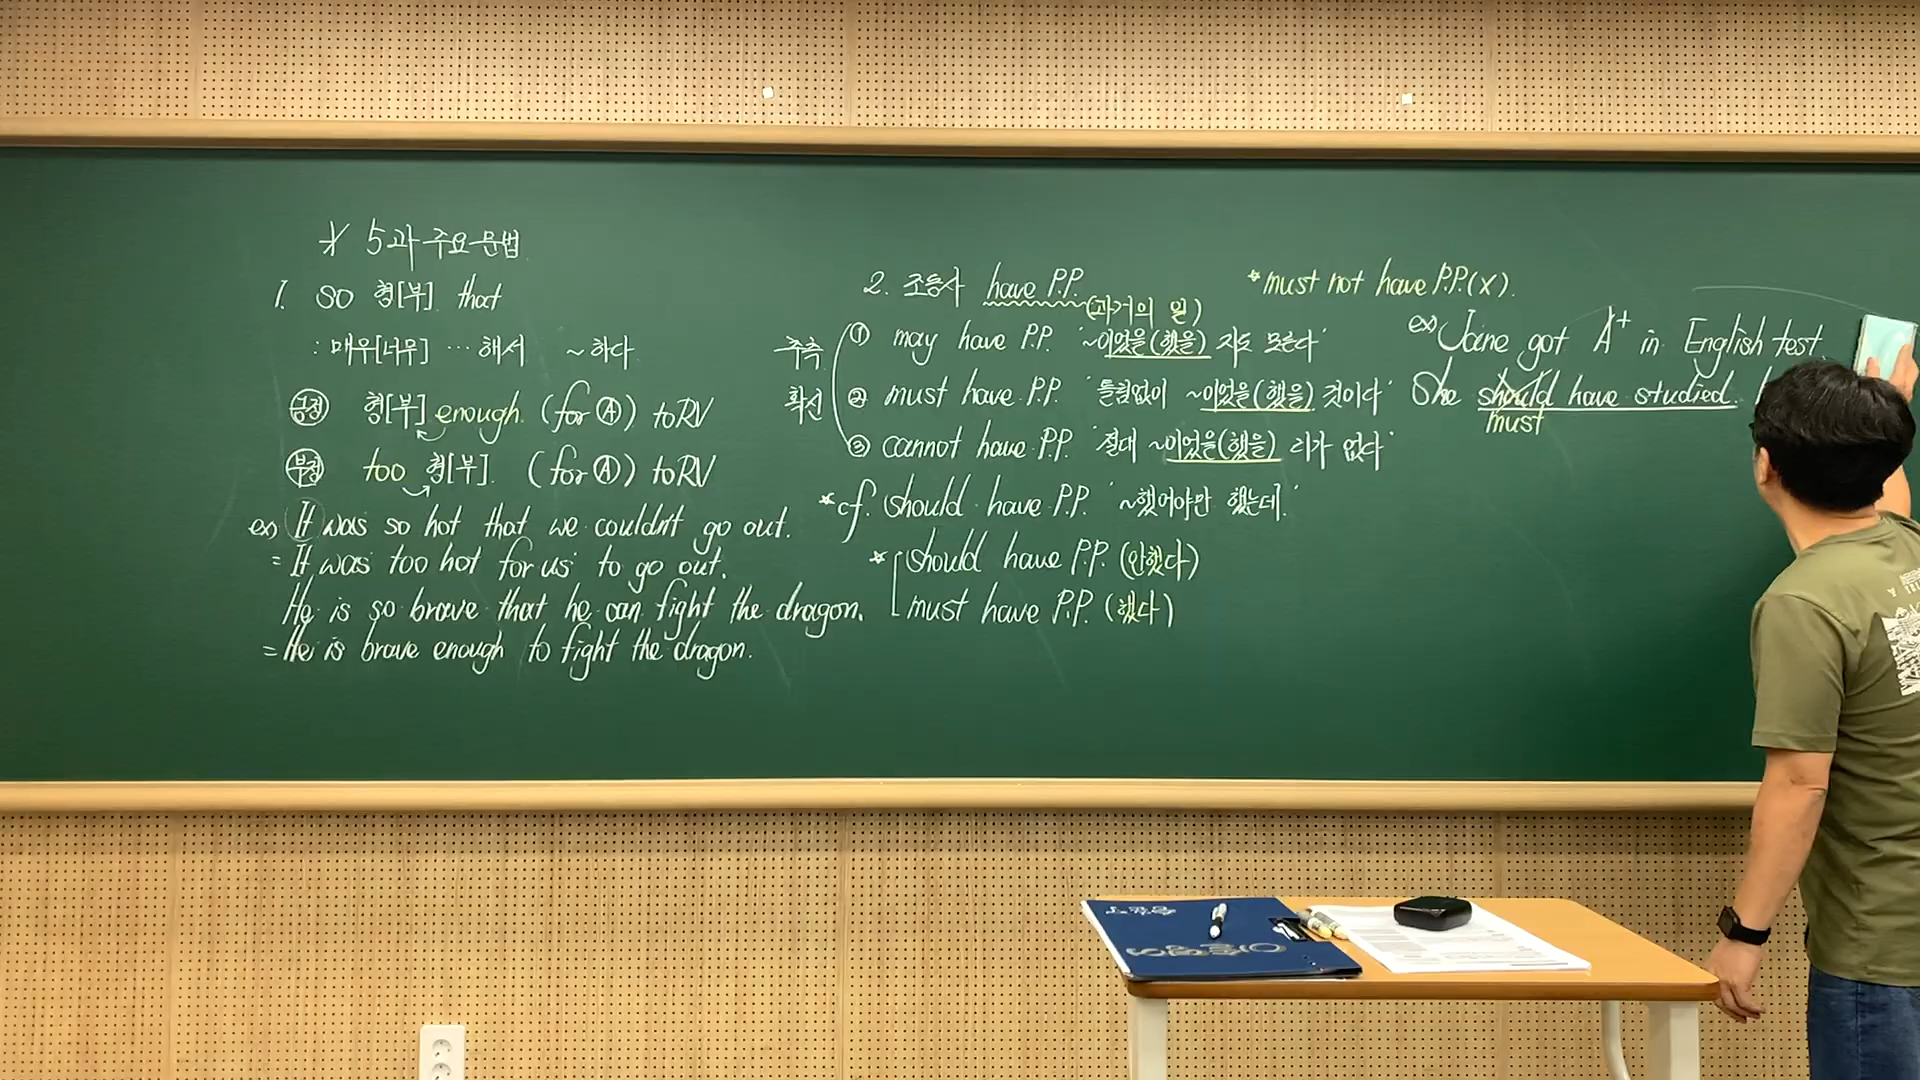 * 5과 주요문법
1. so 형[부] that
: 매우[너무] … 해서 ~하다
긍정 형[부] enough (for Ⓐ) to RV
부정 too 형[부]. (for Ⓐ) to RV
ex) It was so hot that we couldn't go out.
= It was too hot for us to go out.
He is so brave that he can fight the dragon.
= He is brave enough to fight the dragon.
2. 조동사 have P.P.
(과거의 일)
추측
확신
① may have P.P. '~이었을(했을) 지도 모른다'
② must have P.P. '틀림없이 ~이었을(했을) 것이다'
③ cannot have P.P. '절대 ~이었을(했을) 리가 없다'
* cf. should have P.P. '~했어야만 했는데'
* should have P.P. (안했다)
must have P.P. (했다)
* must not have P.P. (X).
ex) Jane got A+ in English test
She should have studied
must